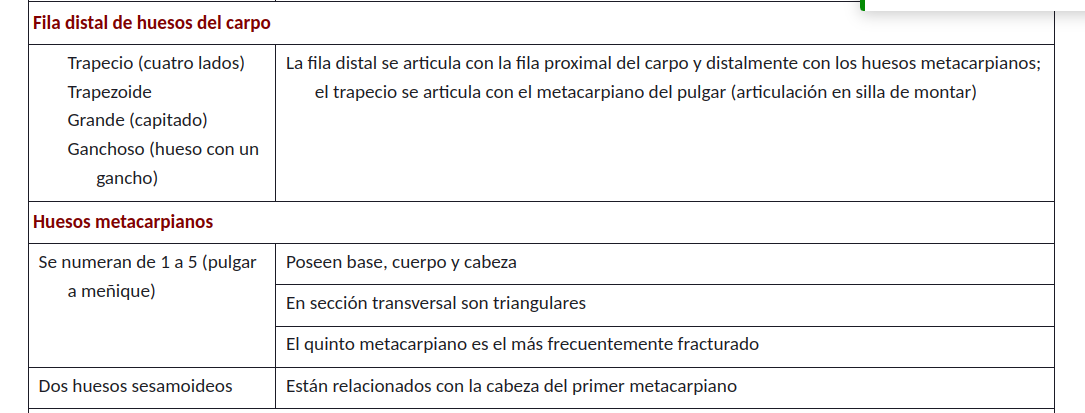 Fila distal de huesos del carpo
Trapecio (cuatro lados)
Trapezoide
Grande (capitado)
Ganchoso (hueso con un
gancho)
La fila distal se articula con la fila proximal del carpo y distalmente con los huesos metacarpianos;
el trapecio se articula con el metacarpiano del pulgar (articulación en silla de montar)
Huesos metacarpianos
Se numeran de 1 a 5 (pulgar
a meñique)
Poseen base, cuerpo y cabeza
En sección transversal son triangulares
El quinto metacarpiano es el más frecuentemente fracturado
Dos huesos sesamoideos
Están relacionados con la cabeza del primer metacarpiano